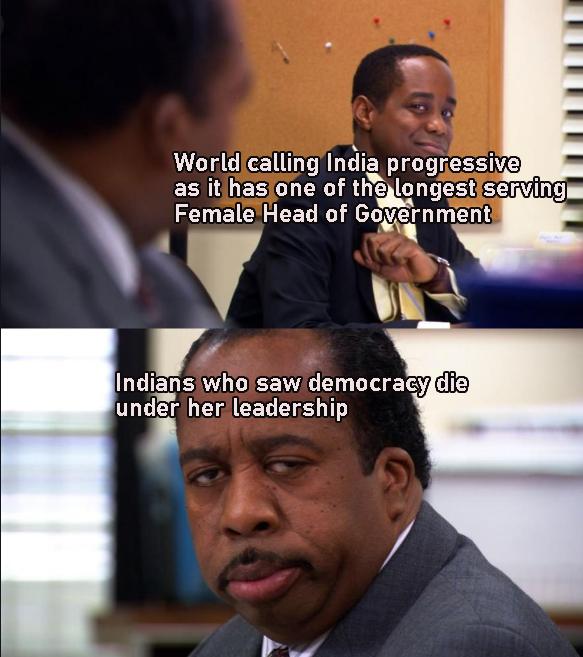 World calling India progressive
as it has one of the longest serving
Female Head of Government
Indians who saw democracy die
under her leadership